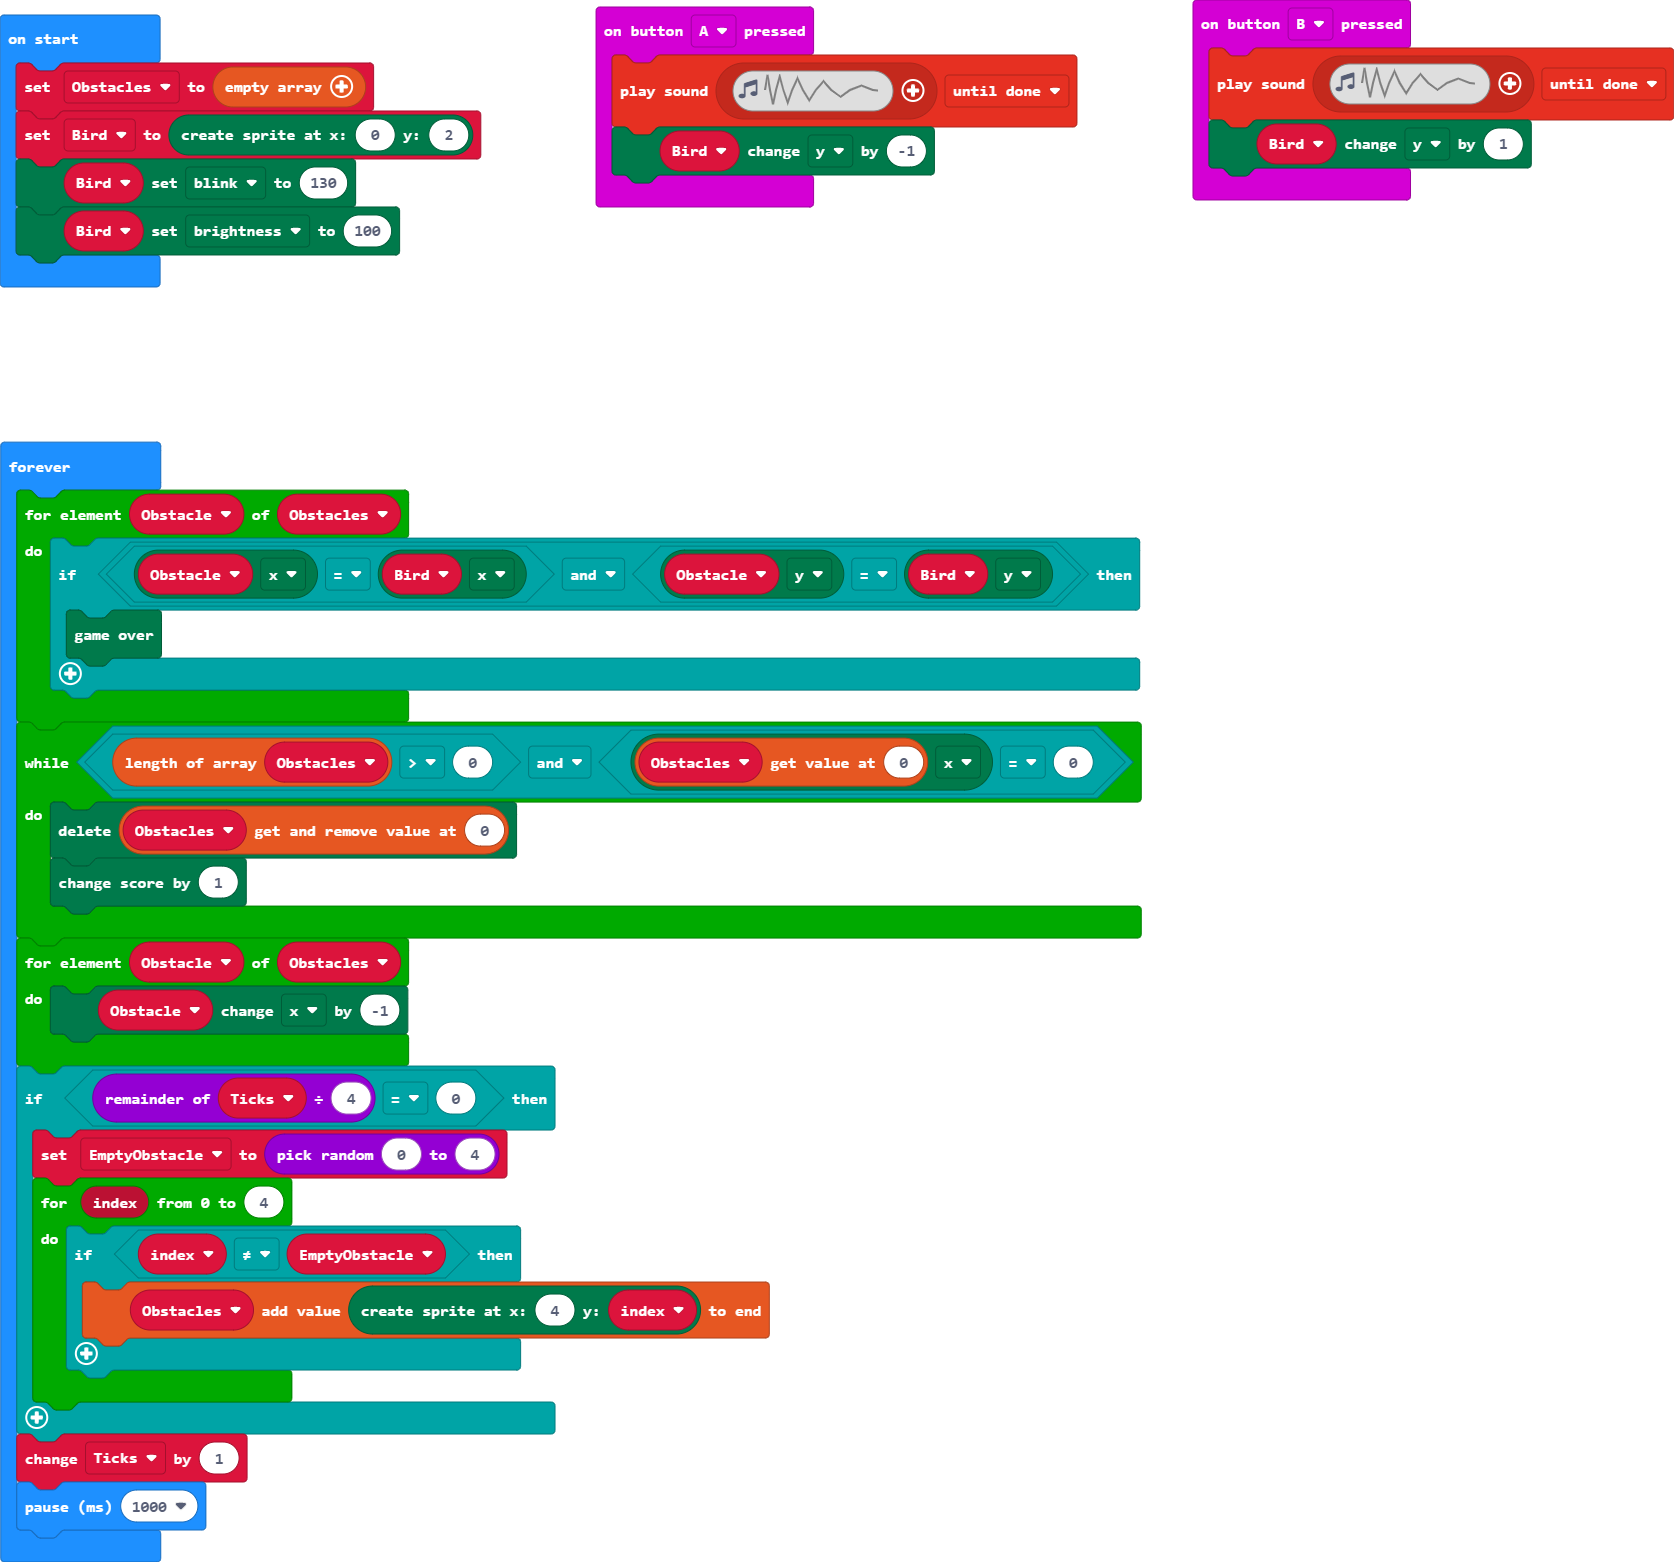 on start
set Obstacles to empty array
set Bird to create sprite at x: 0 y: 2
Bird set blink to 130
Bird set brightness to 100
on button A pressed
play sound until done
Bird change y by -1
on button B pressed
play sound until done
Bird change y by 1
forever
for element Obstacle of Obstacles
do
if Obstacle x = Bird x and Obstacle y = Bird y then
game over
while length of array Obstacles > 0 and Obstacles get value at 0 x = 0
do
delete Obstacles get and remove value at 0
change score by 1
for element Obstacle of Obstacles
do
Obstacle change x by -1
if remainder of Ticks ÷ 4 = 0 then
set EmptyObstacle to pick random 0 to 4
for index from 0 to 4
do
if index ≠ EmptyObstacle then
Obstacles add value create sprite at x: 4 y: index to end
change Ticks by 1
pause (ms) 1000